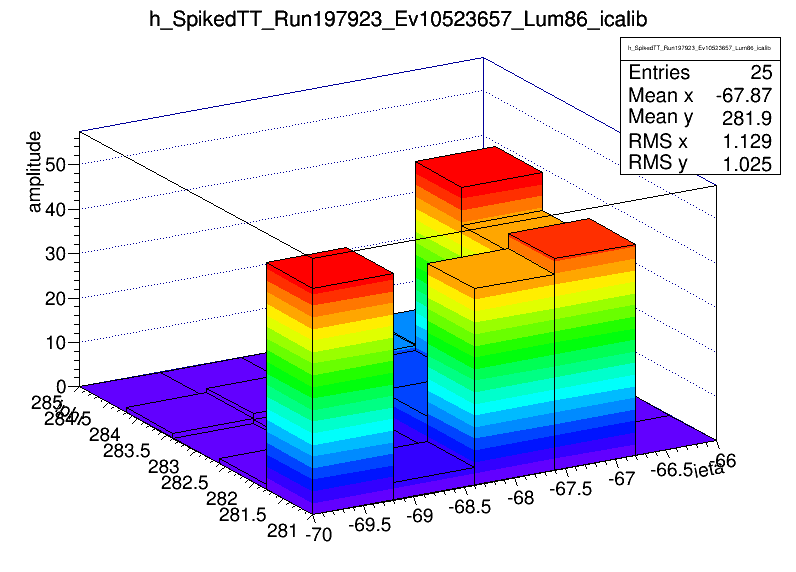 h_SpikedTT_Run197923_Ev10523657_Lum86_icalib
h_SpikedTT_Run197923_Ev10523657_Lum86_icalib
Entries 25
Mean x -67.87
Mean y 281.9
RMS x 1.129
RMS y 1.025
amplitude
50
40
30
20
10
0
285
284.5
284
283.5
283
282.5
282
281.5
281
-70
-69.5
-69
-68.5
-68
-67.5
-67
-66.5
-66
ieta